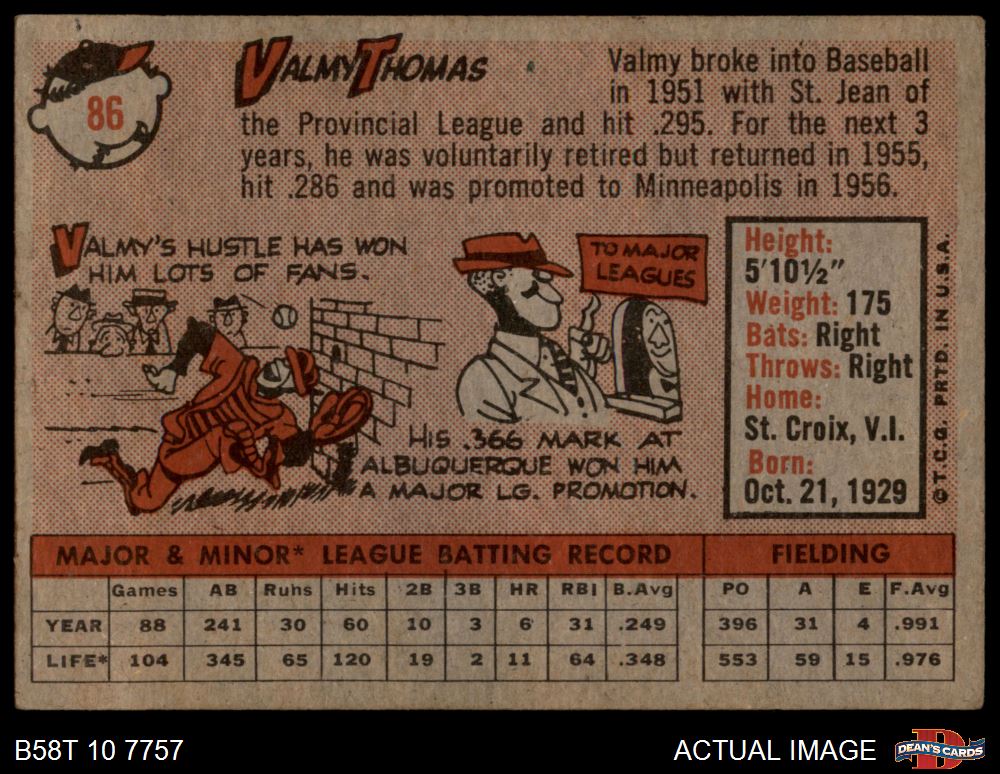 86
VALMY THOMAS
Valmy broke into Baseball
in 1951 with St. Jean of
the Provincial League and hit .295. For the next 3
years, he was voluntarily retired but returned in 1955,
hit .286 and was promoted to Minneapolis in 1956.
VALMY'S HUSTLE HAS WON
HIM LOTS OF FANS.
TO MAJOR
LEAGUES
HIS .366 MARK AT
ALBUQUERQUE WON HIM
A MAJOR LG. PROMOTION.
Height:
5'10½"
Weight: 175
Bats: Right
Throws: Right
Home:
St. Croix, V.I.
Born:
Oct. 21, 1929
©T.C.G. PRTD. IN U.S.A.
MAJOR & MINOR* LEAGUE BATTING RECORD FIELDING
Games AB Runs Hits 2B 3B HR RBI B.Avg PO A E F.Avg
YEAR 88 241 30 60 10 3 6 31 .249 396 31 4 .991
LIFE* 104 345 65 120 19 2 11 64 .348 553 59 15 .976
B58T 10 7757
ACTUAL IMAGE
D
DEAN'S CARDS